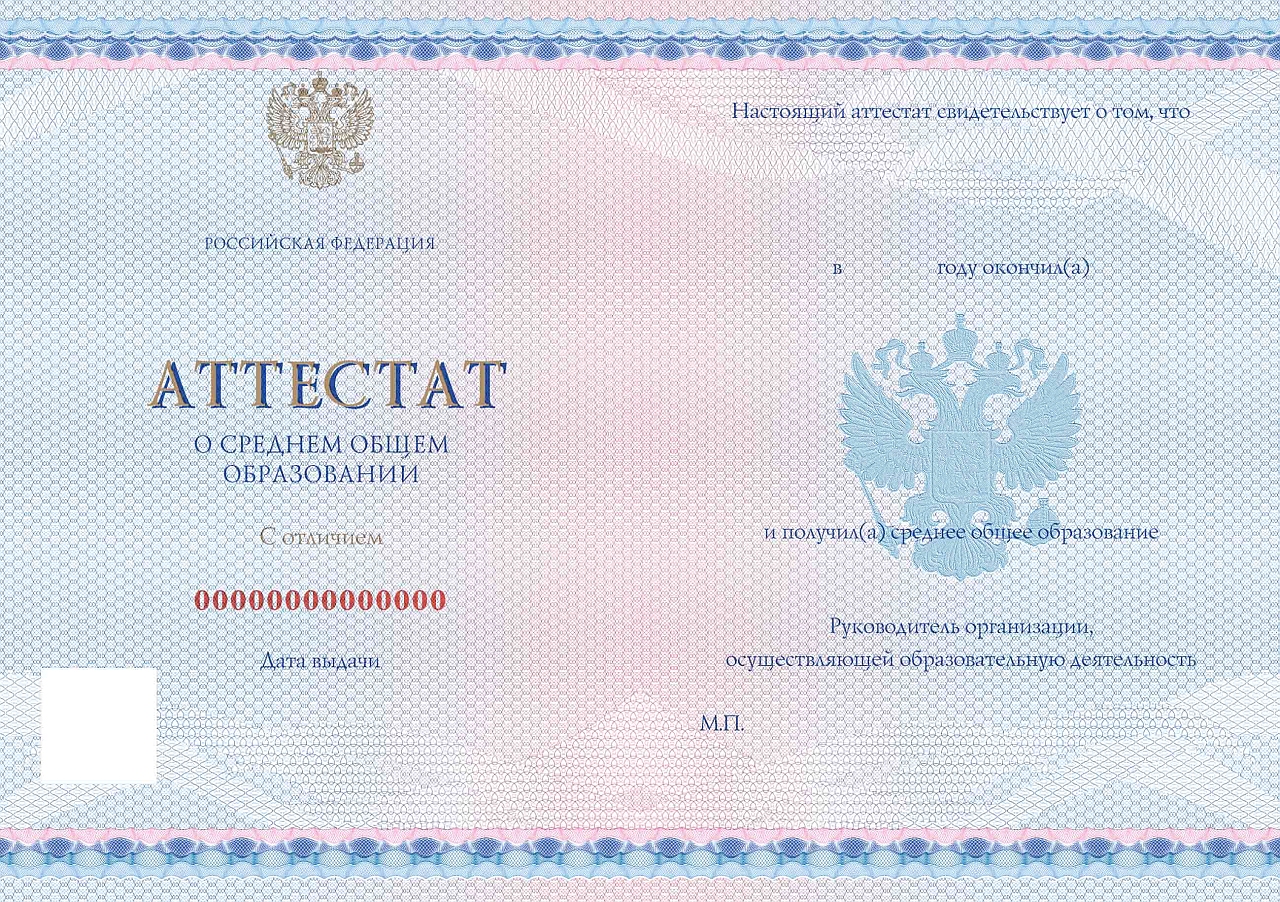 РОССИЙСКАЯ ФЕДЕРАЦИЯ
АТТЕСТАТ
О СРЕДНЕМ ОБЩЕМ
ОБРАЗОВАНИИ
С отличием
00000000000000
Дата выдачи
Настоящий аттестат свидетельствует о том, что
в году окончил(а)
и получил(а) среднее общее образование
Руководитель организации,
осуществляющей образовательную деятельность
М.П.